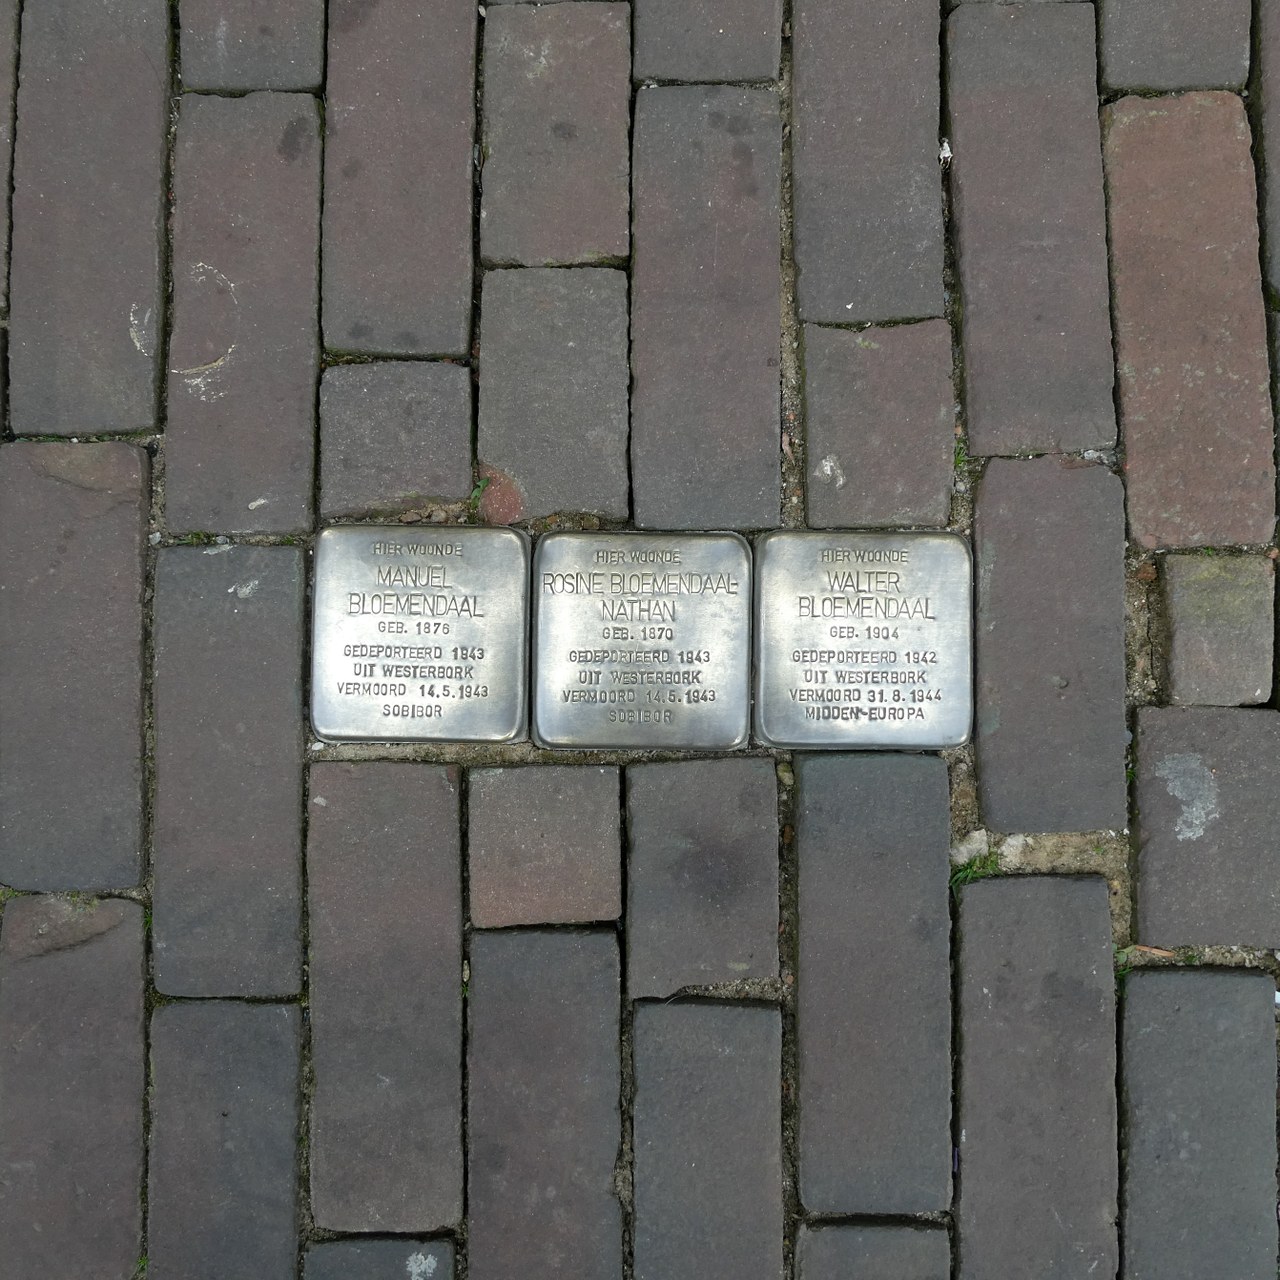 HIER WOONDE
MANUEL
BLOEMENDAAL
GEB. 1876
GEDEPORTEERD 1943
UIT WESTERBORK
VERMOORD 14.5.1943
SOBIBOR
HIER WOONDE
ROSINE BLOEMENDAAL-
NATHAN
GEB. 1870
GEDEPORTEERD 1943
UIT WESTERBORK
VERMOORD 14.5.1943
SOBIBOR
HIER WOONDE
WALTER
BLOEMENDAAL
GEB. 1904
GEDEPORTEERD 1942
UIT WESTERBORK
VERMOORD 31.8.1944
MIDDEN-EUROPA